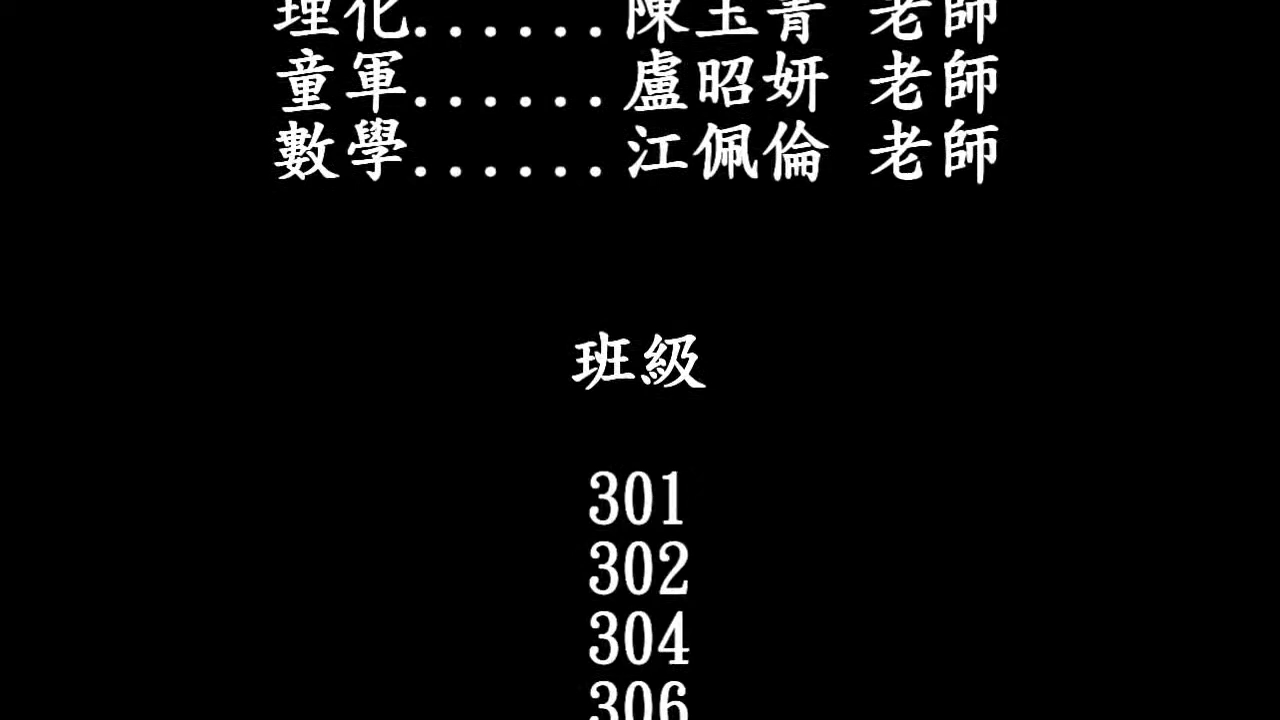 理化......陳玉菁 老師
童軍......盧昭妍 老師
數學......江佩倫 老師
班級
301
302
304
306